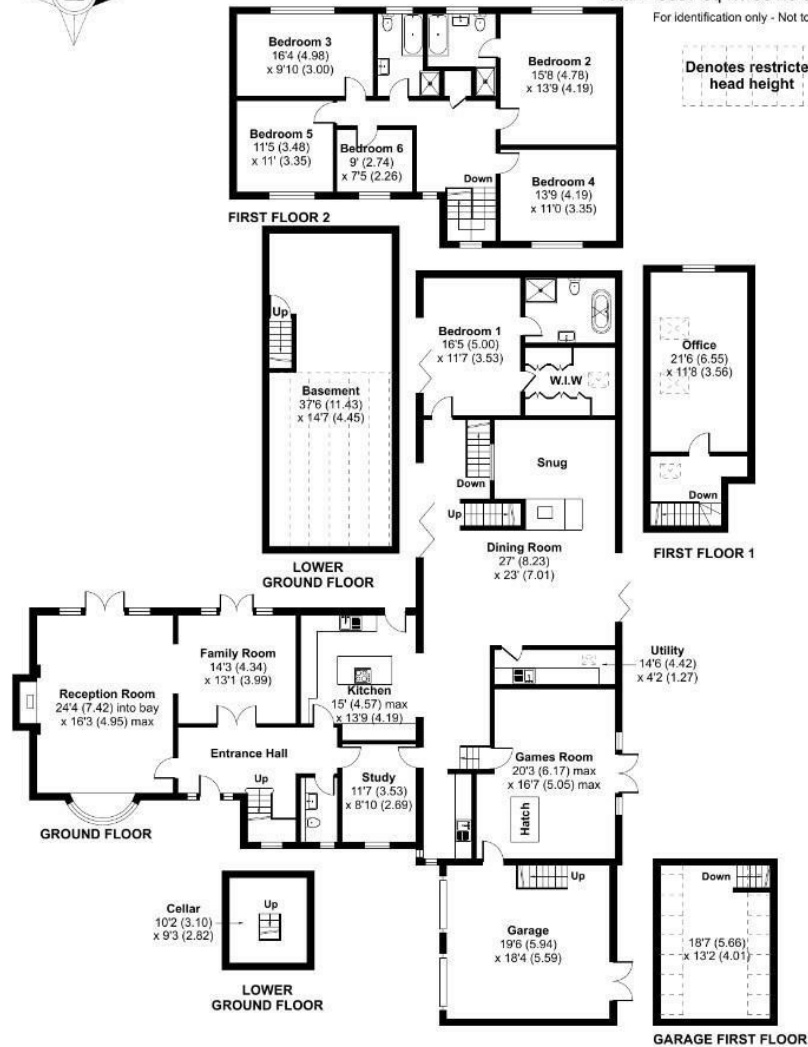 For identification only - Not to
Denotes restricte
head height
Bedroom 3
16'4 (4.98)
x 9'10 (3.00)
Bedroom 2
15'8 (4.78)
x 13'9 (4.19)
Bedroom 5
11'5 (3.48)
x 11' (3.35)
Bedroom 6
9' (2.74)
x 7'5 (2.26)
Down
Bedroom 4
13'9 (4.19)
x 11'0 (3.35)
FIRST FLOOR 2
Up
Basement
37'6 (11.43)
x 14'7 (4.45)
LOWER
GROUND FLOOR
Bedroom 1
16'5 (5.00)
x 11'7 (3.53)
W.I.W
Snug
Down
Up
Dining Room
27' (8.23)
x 23' (7.01)
Office
21'6 (6.55)
x 11'8 (3.56)
Down
FIRST FLOOR 1
Reception Room
24'4 (7.42) into bay
x 16'3 (4.95) max
Family Room
14'3 (4.34)
x 13'1 (3.99)
Kitchen
15' (4.57) max
x 13'9 (4.19)
Utility
14'6 (4.42)
x 4'2 (1.27)
Entrance Hall
Up
Study
11'7 (3.53)
x 8'10 (2.69)
Games Room
20'3 (6.17) max
x 16'7 (5.05) max
Hatch
GROUND FLOOR
Cellar
10'2 (3.10)
x 9'3 (2.82)
Up
LOWER
GROUND FLOOR
Up
Garage
19'6 (5.94)
x 18'4 (5.59)
Down
18'7 (5.66)
x 13'2 (4.01)
GARAGE FIRST FLOOR